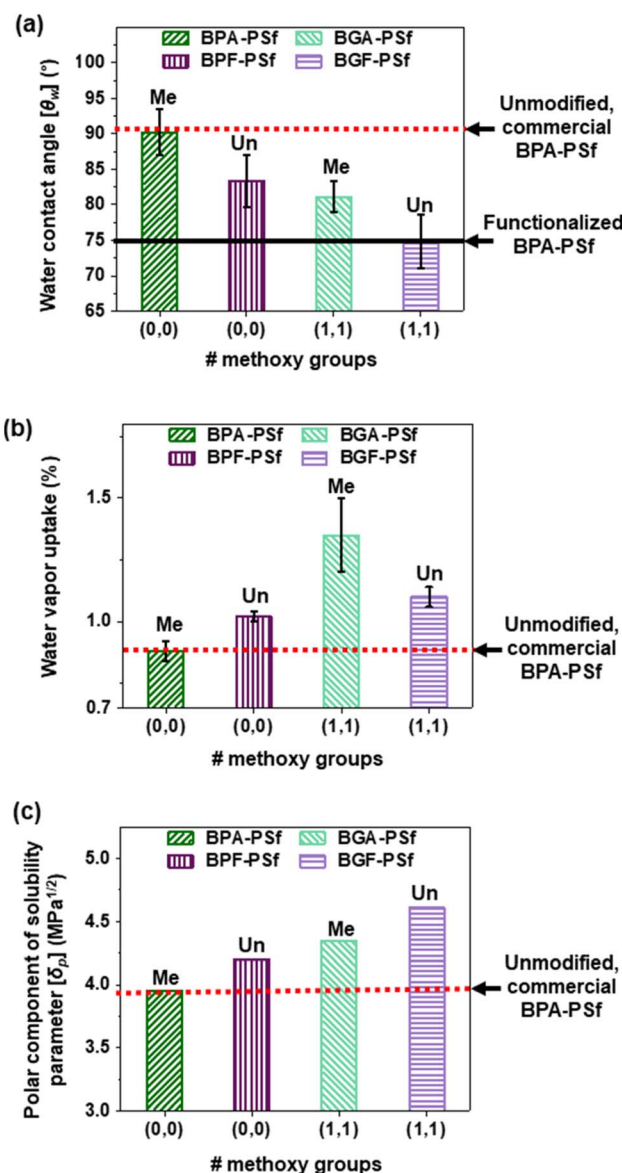 (a)
BPA-PSf BGA-PSf
BPF-PSf BGF-PSf
Water contact angle [θw] (°)
100
95
90
85
80
75
70
65
Me
Un
Me
Un
Unmodified,
commercial
BPA-PSf
Functionalized
BPA-PSf
(0,0) (0,0) (1,1) (1,1)
# methoxy groups
(b)
BPA-PSf BGA-PSf
BPF-PSf BGF-PSf
Water vapor uptake (%)
1.5
1.0
0.7
Me
Un
Me
Un
Unmodified,
commercial
BPA-PSf
(0,0) (0,0) (1,1) (1,1)
# methoxy groups
(c)
BPA-PSf BGA-PSf
BPF-PSf BGF-PSf
Polar component of solubility
parameter [δp] (MPa1/2)
5.0
4.5
4.0
3.5
3.0
Me
Un
Me
Un
Unmodified,
commercial
BPA-PSf
(0,0) (0,0) (1,1) (1,1)
# methoxy groups